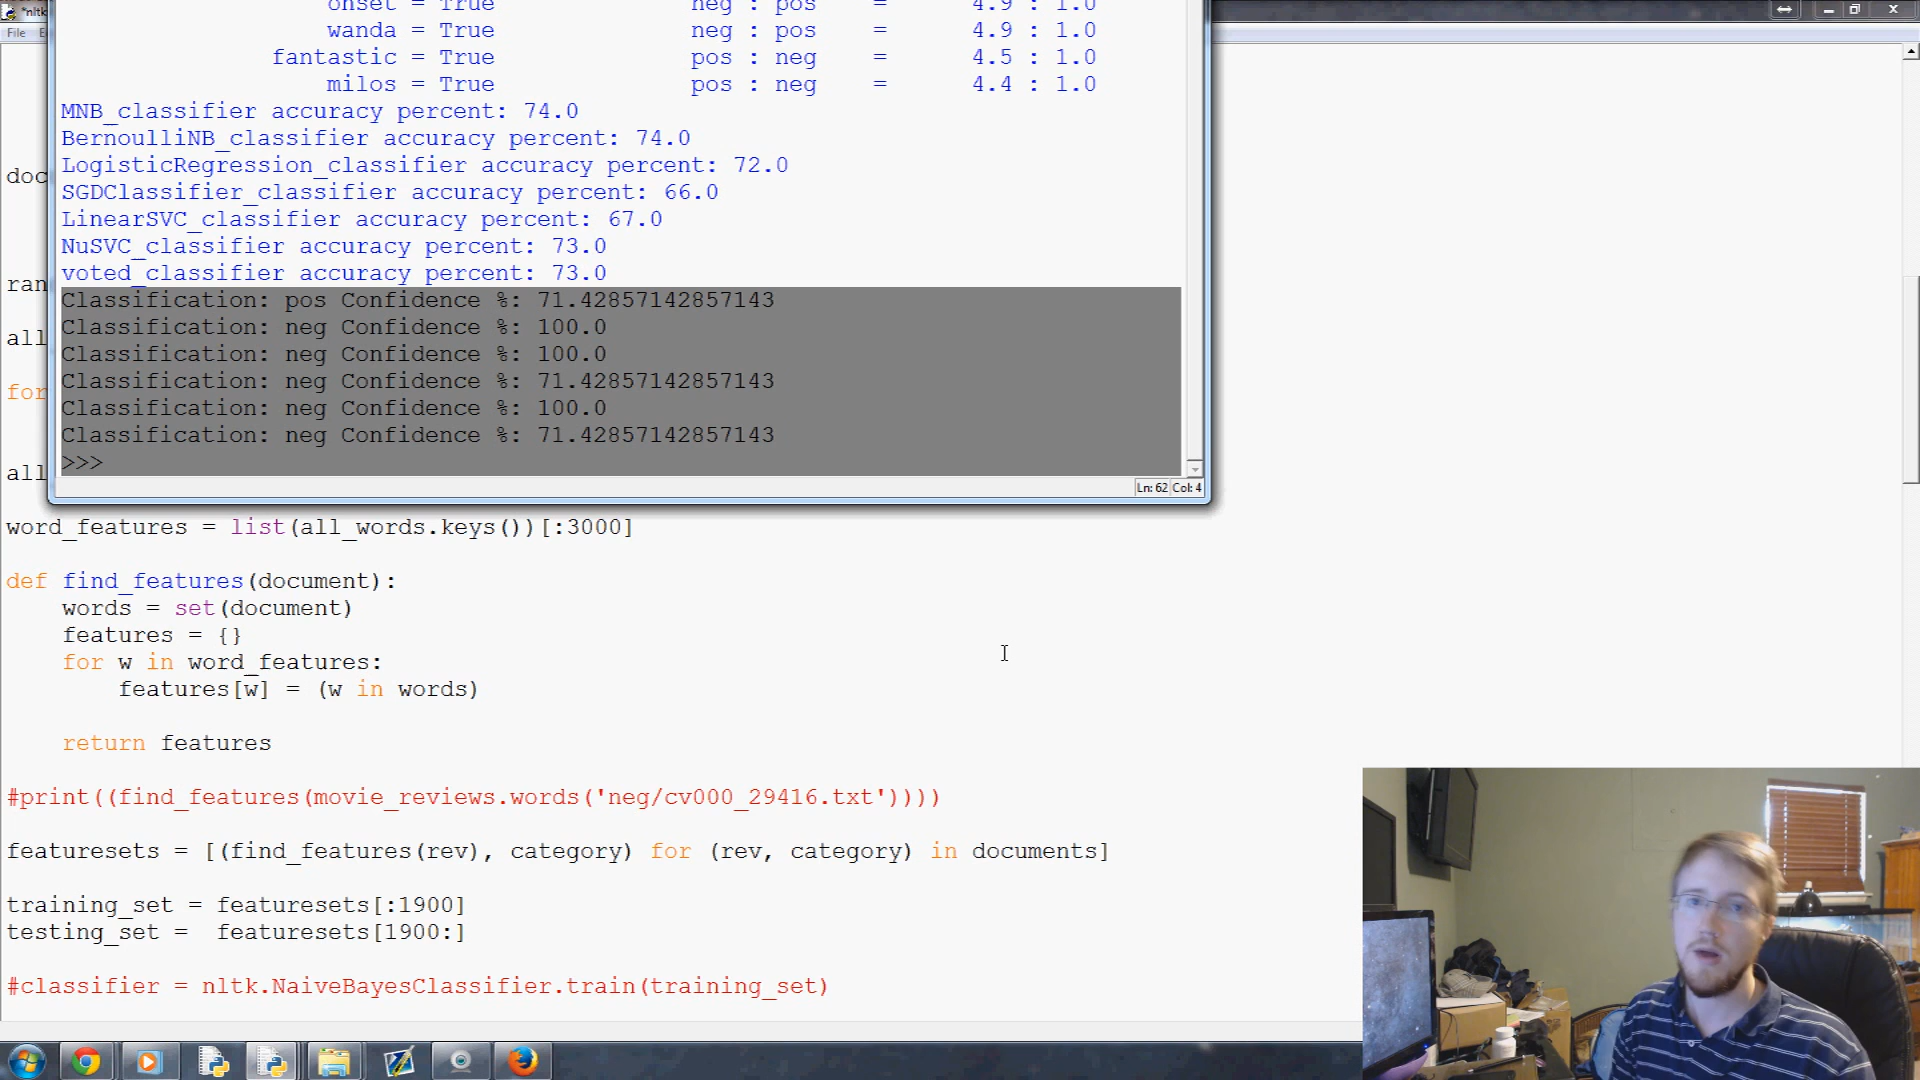 *nltk
File E
onset = True neg : pos = 4.9 : 1.0
wanda = True neg : pos = 4.9 : 1.0
fantastic = True pos : neg = 4.5 : 1.0
milos = True pos : neg = 4.4 : 1.0
MNB_classifier accuracy percent: 74.0
BernoulliNB_classifier accuracy percent: 74.0
LogisticRegression_classifier accuracy percent: 72.0
SGDClassifier_classifier accuracy percent: 66.0
LinearSVC_classifier accuracy percent: 67.0
NuSVC_classifier accuracy percent: 73.0
voted_classifier accuracy percent: 73.0
Classification: pos Confidence %: 71.42857142857143
Classification: neg Confidence %: 100.0
Classification: neg Confidence %: 100.0
Classification: neg Confidence %: 71.42857142857143
Classification: neg Confidence %: 100.0
Classification: neg Confidence %: 71.42857142857143
>>>
Ln: 62 Col: 4
doc
ran
all
for
all
word_features = list(all_words.keys())[:3000]
def find_features(document):
words = set(document)
features = {}
for w in word_features:
features[w] = (w in words)
return features
#print((find_features(movie_reviews.words('neg/cv000_29416.txt'))))
featuresets = [(find_features(rev), category) for (rev, category) in documents]
training_set = featuresets[:1900]
testing_set =  featuresets[1900:]
#classifier = nltk.NaiveBayesClassifier.train(training_set)